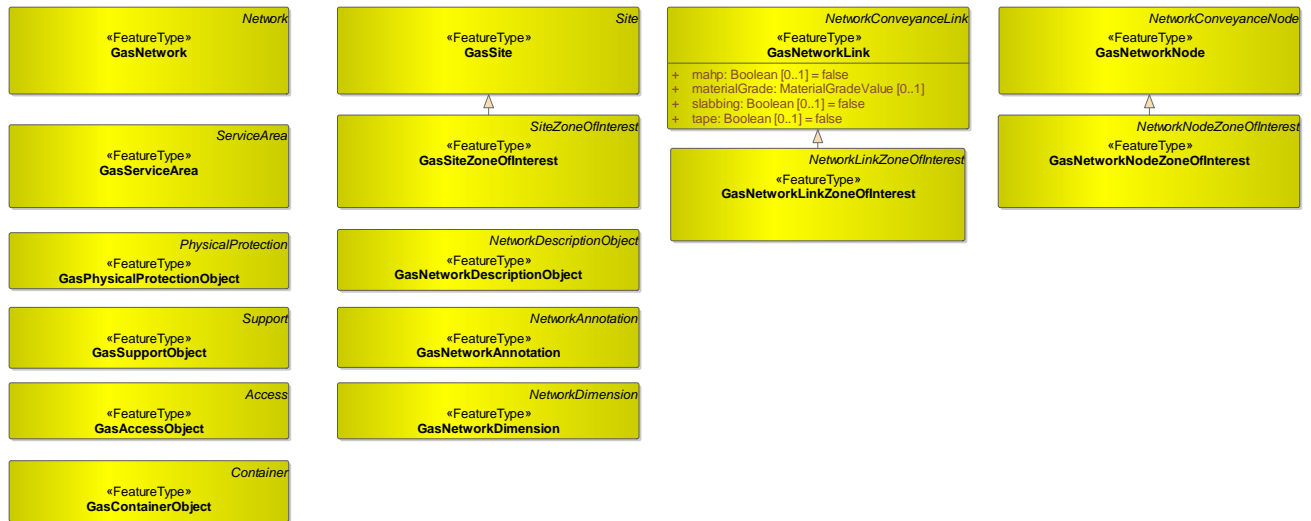 Network
«FeatureType»
GasNetwork
Site
«FeatureType»
GasSite
NetworkConveyanceLink
«FeatureType»
GasNetworkLink
+ mahp: Boolean [0..1] = false
+ materialGrade: MaterialGradeValue [0..1]
+ slabbing: Boolean [0..1] = false
+ tape: Boolean [0..1] = false
NetworkConveyanceNode
«FeatureType»
GasNetworkNode
ServiceArea
«FeatureType»
GasServiceArea
SiteZoneOfInterest
«FeatureType»
GasSiteZoneOfInterest
NetworkLinkZoneOfInterest
«FeatureType»
GasNetworkLinkZoneOfInterest
NetworkNodeZoneOfInterest
«FeatureType»
GasNetworkNodeZoneOfInterest
PhysicalProtection
«FeatureType»
GasPhysicalProtectionObject
NetworkDescriptionObject
«FeatureType»
GasNetworkDescriptionObject
Support
«FeatureType»
GasSupportObject
NetworkAnnotation
«FeatureType»
GasNetworkAnnotation
Access
«FeatureType»
GasAccessObject
NetworkDimension
«FeatureType»
GasNetworkDimension
Container
«FeatureType»
GasContainerObject